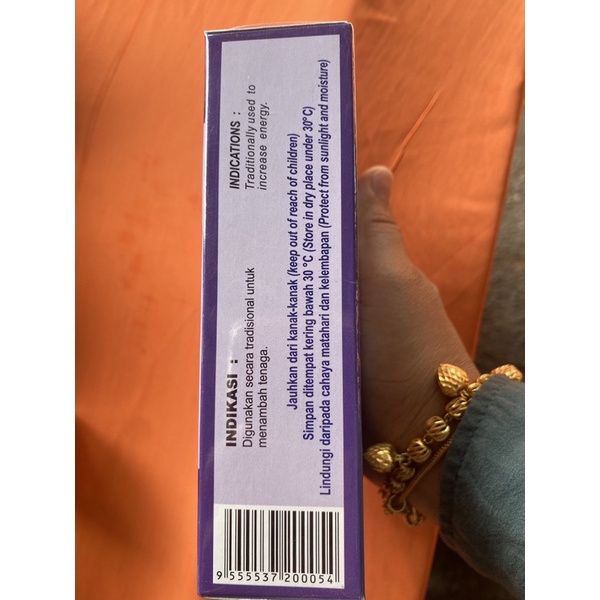 INDIKASI :
Digunakan secara tradisional untuk
menambah tenaga.
INDICATIONS :
Traditionally used to
increase energy.
Jauhkan dari kanak-kanak (keep out of reach of children)
Simpan ditempat kering bawah 30 °C (Store in dry place under 30°C)
Lindungi daripada cahaya matahari dan kelembapan (Protect from sunlight and moisture)
9 555537 200054